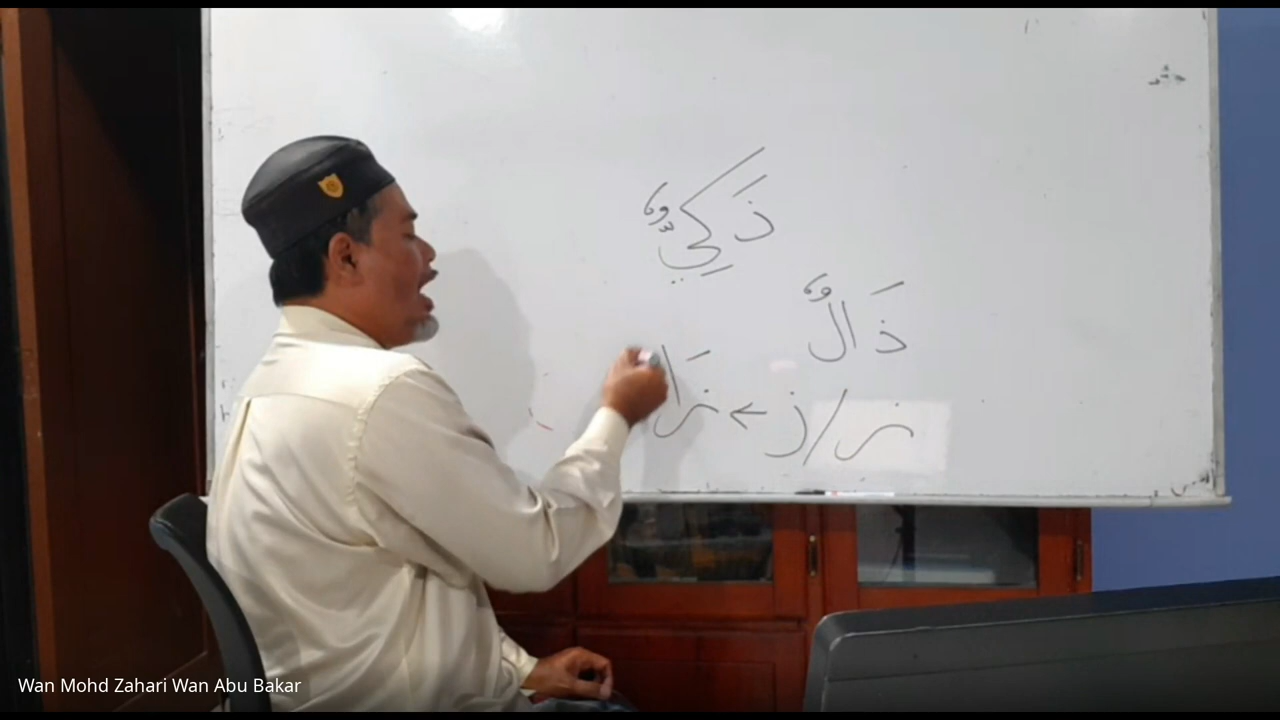 ذَكِيٌّ
ذَالٌ
ز / ز ← زَا
Wan Mohd Zahari Wan Abu Bakar